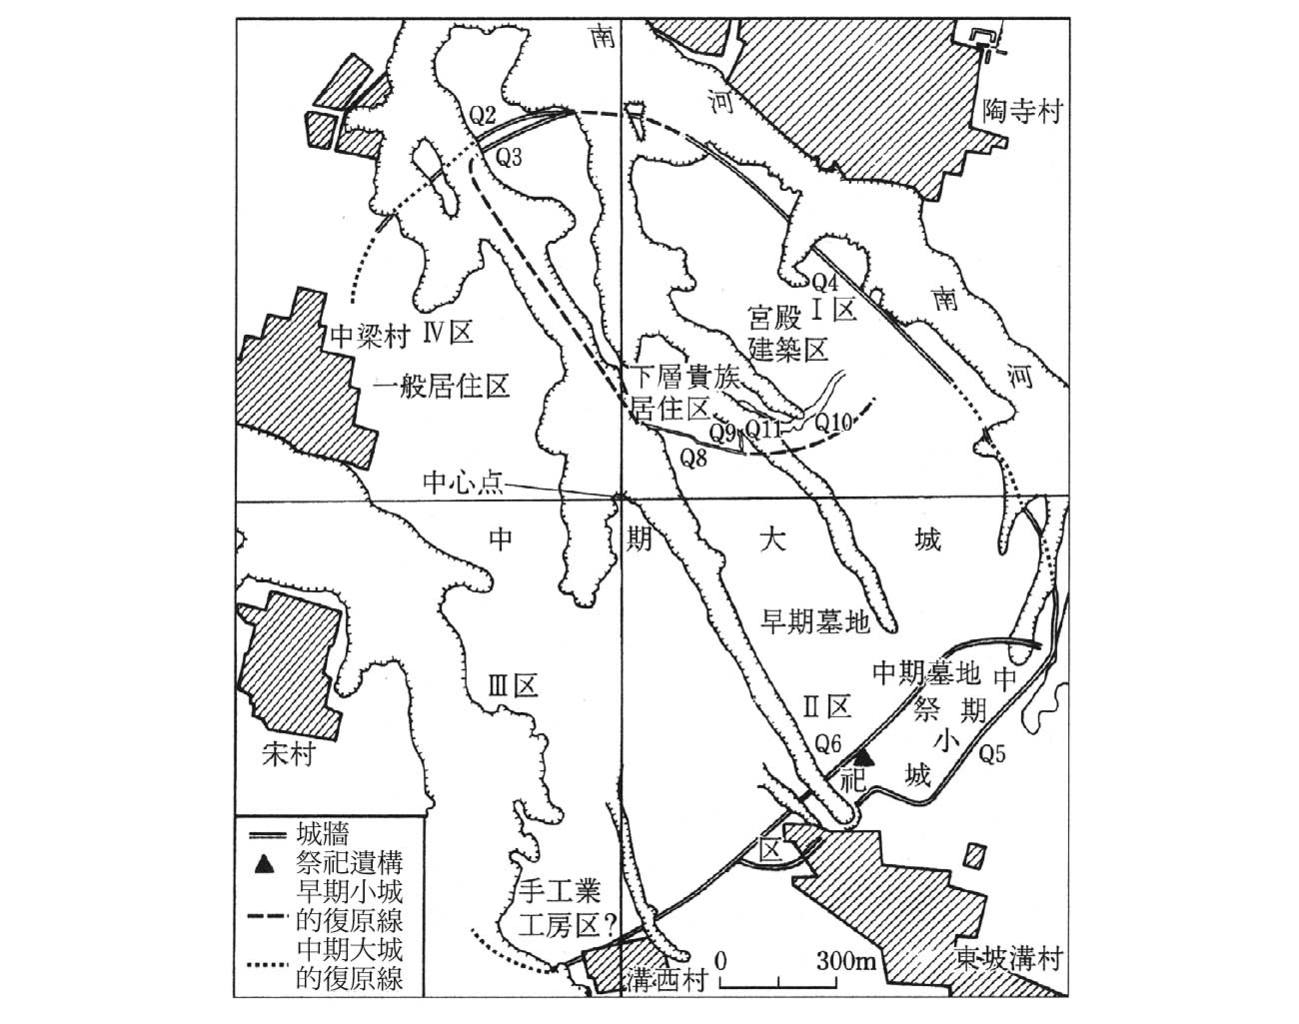 南
河
陶寺村
Q2
Q3
Q4
宮殿 I区
建築区
南
河
中梁村 Ⅳ区
一般居住区
下層貴族
居住区
Q9 Q11 Q10
Q8
中心点
中 期 大 城
早期墓地
中期墓地 中
祭 期
小
祀 城
区
Ⅲ区
Ⅱ区
Q6
Q5
宋村
手工業
工房区?
溝西村
0 300m
東坡溝村
城牆
祭祀遺構
早期小城
的復原線
中期大城
的復原線